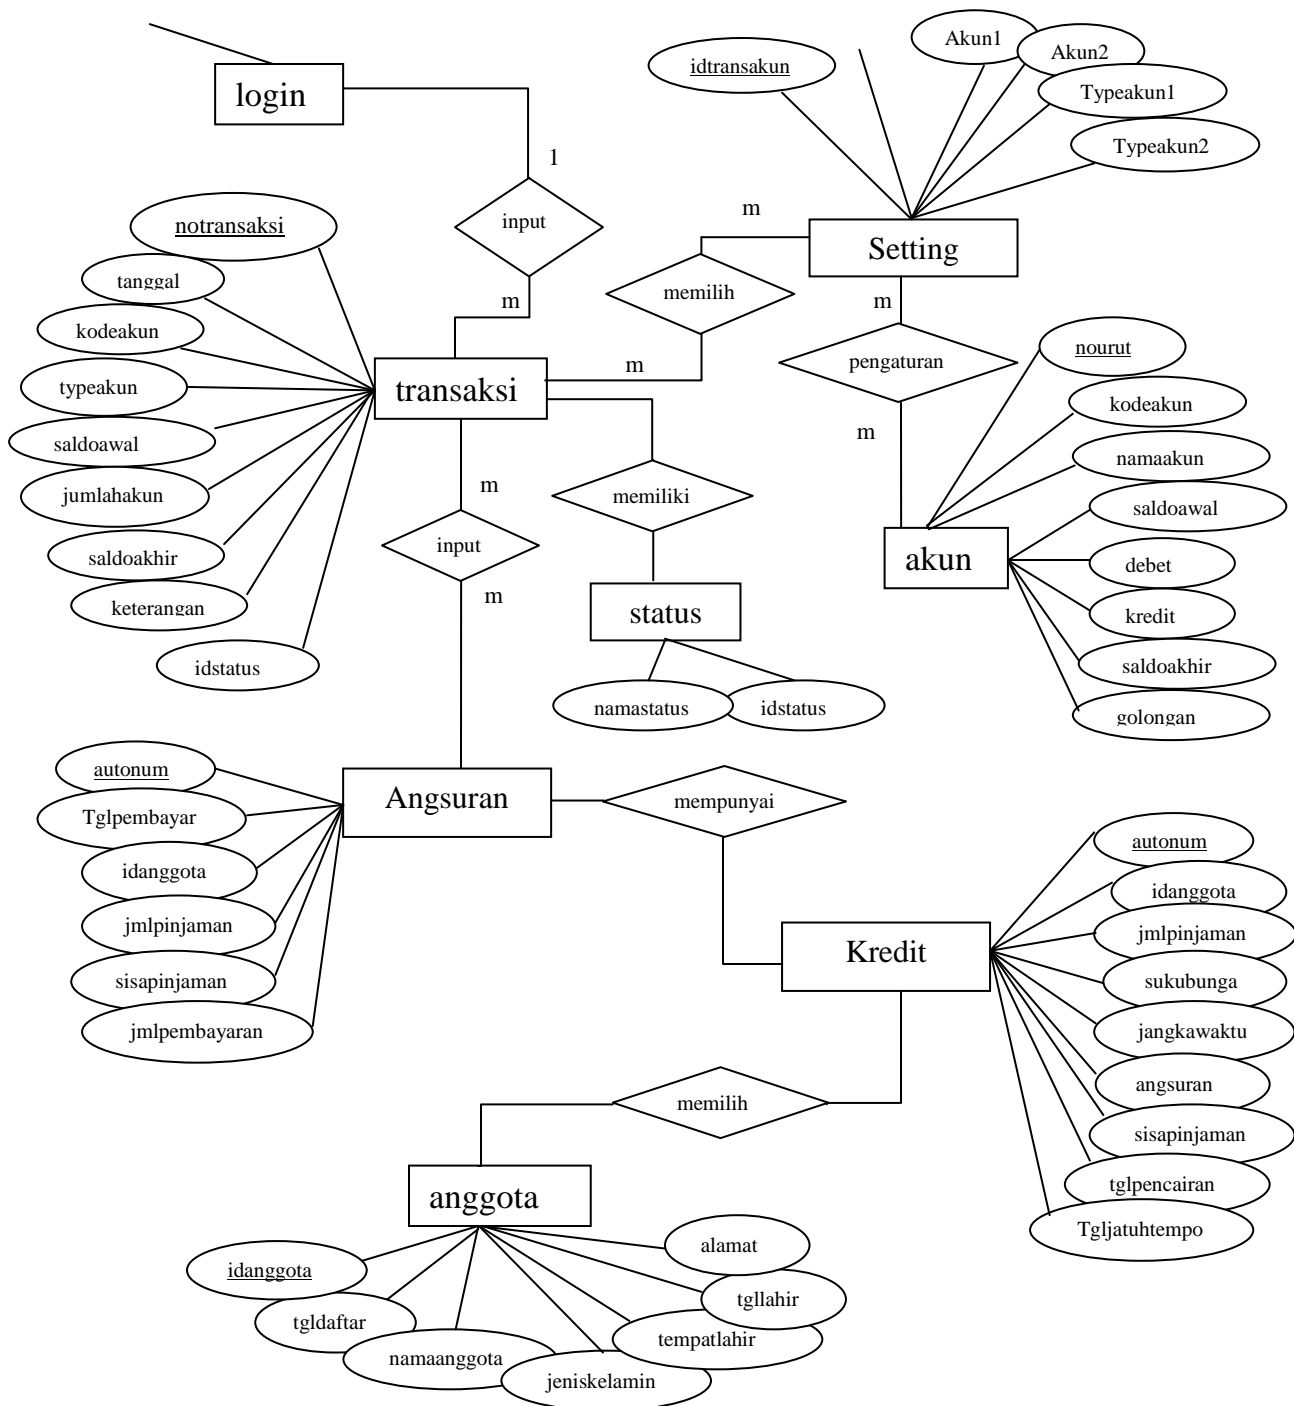 login
idtransakun
Akun1
Akun2
Typeakun1
Typeakun2
1
input
m
m
Setting
memilih
m
m
pengaturan
m
notransaksi
tanggal
kodeakun
typeakun
saldoawal
jumlahakun
saldoakhir
keterangan
idstatus
transaksi
nourut
kodeakun
namaakun
saldoawal
debet
kredit
saldoakhir
golongan
akun
m
input
m
memiliki
status
namastatus
idstatus
autonum
Tglpembayar
idanggota
jmlpinjaman
sisapinjaman
jmlpembayaran
Angsuran
mempunyai
Kredit
autonum
idanggota
jmlpinjaman
sukubunga
jangkawaktu
angsuran
sisapinjaman
tglpencairan
Tgljatuhtempo
memilih
anggota
idanggota
tgldaftar
namaanggota
jeniskelamin
tempatlahir
tgllahir
alamat